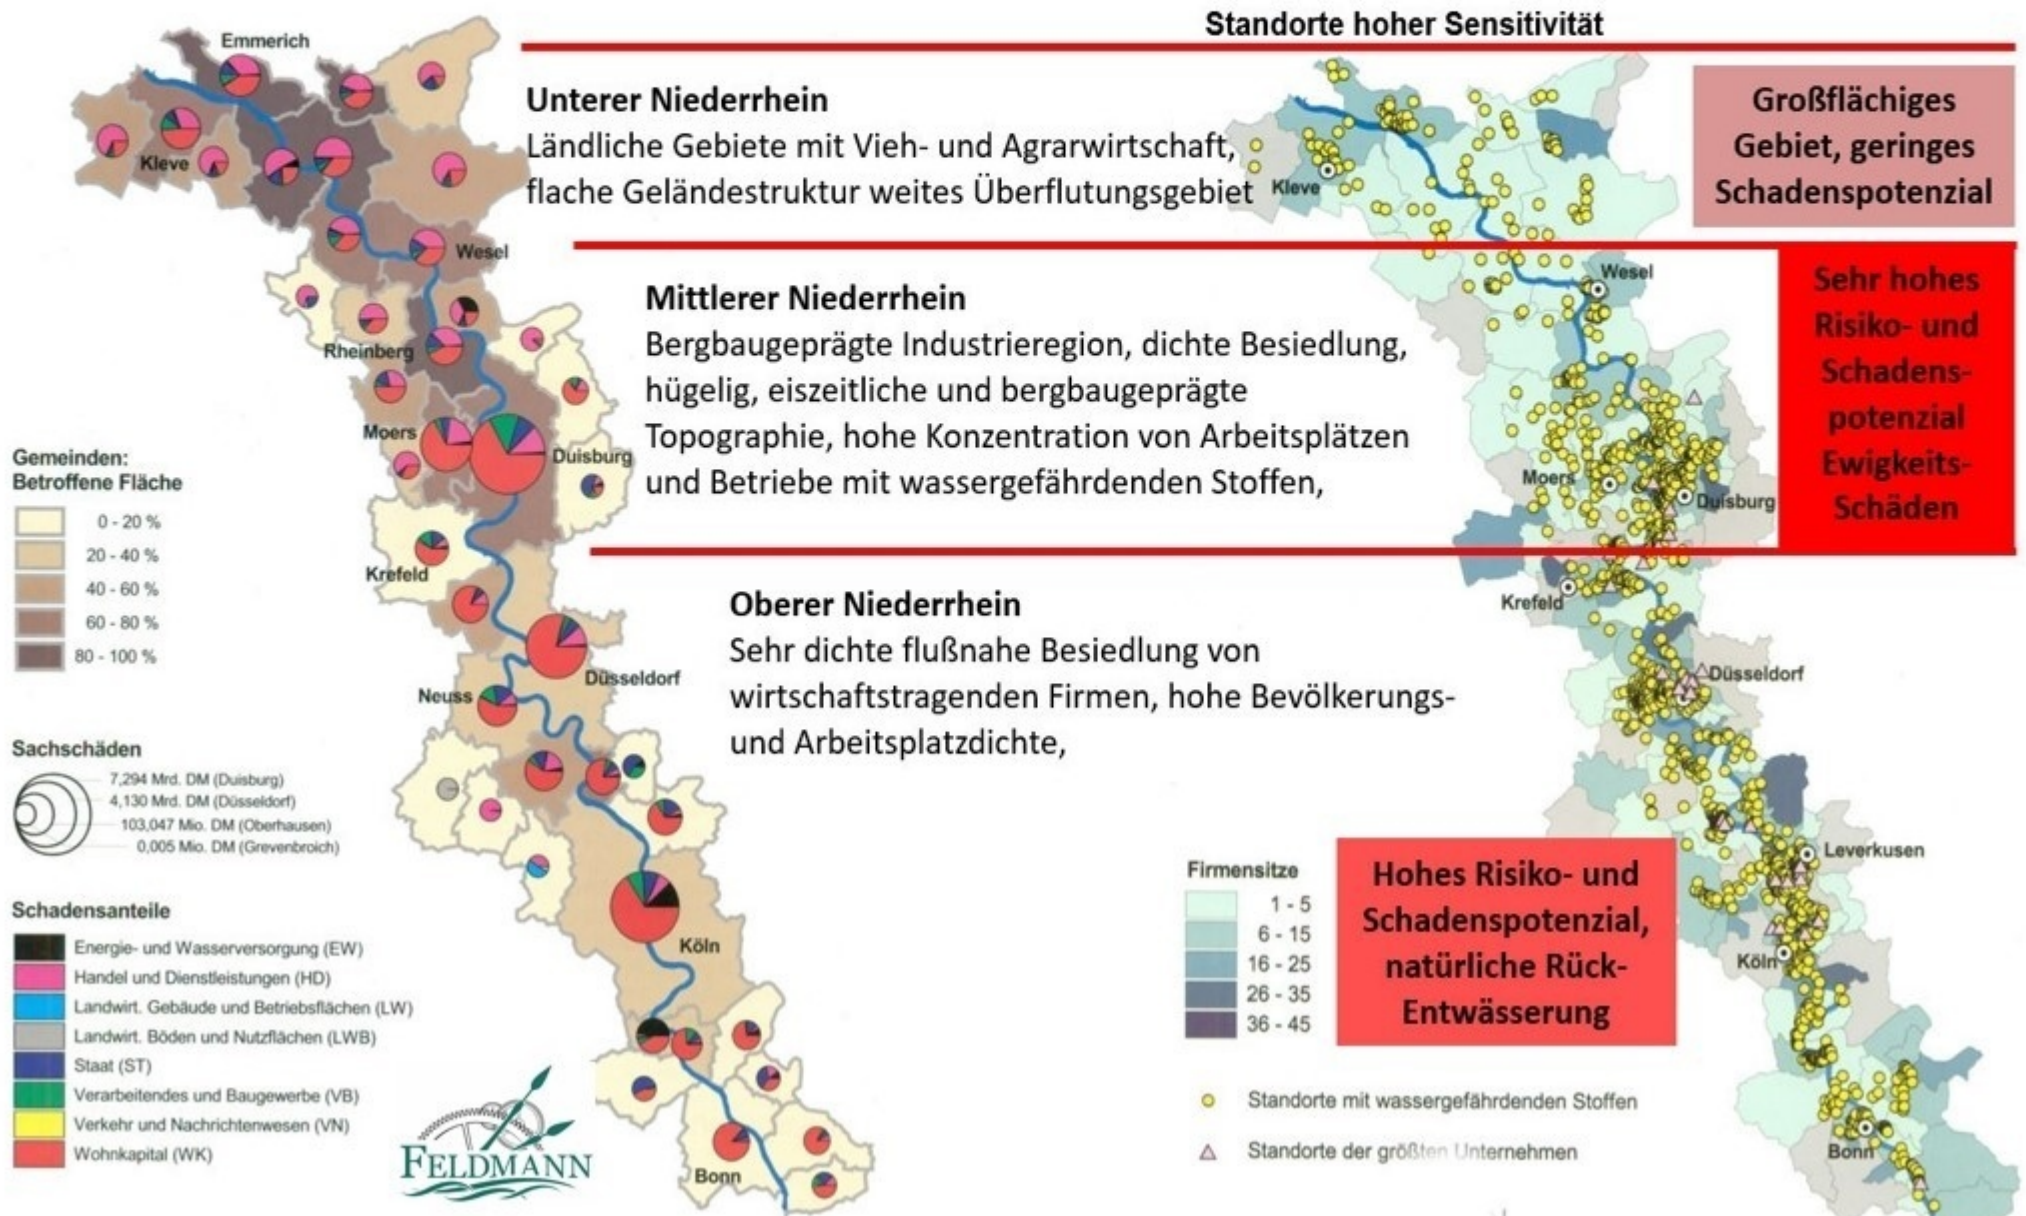 Standorte hoher Sensitivität
Emmerich
Kleve
Wesel
Rheinberg
Moers
Duisburg
Krefeld
Düsseldorf
Neuss
Köln
Bonn
Gemeinden:
Betroffene Fläche
0 - 20 %
20 - 40 %
40 - 60 %
60 - 80 %
80 - 100 %
Sachschäden
7,294 Mrd. DM (Duisburg)
4,130 Mrd. DM (Düsseldorf)
103,047 Mio. DM (Oberhausen)
0,005 Mio. DM (Grevenbroich)
Schadensanteile
Energie- und Wasserversorgung (EW)
Handel und Dienstleistungen (HD)
Landwirt. Gebäude und Betriebsflächen (LW)
Landwirt. Böden und Nutzflächen (LWB)
Staat (ST)
Verarbeitendes und Baugewerbe (VB)
Verkehr und Nachrichtenwesen (VN)
Wohnkapital (WK)
FELDMANN
Unterer Niederrhein
Ländliche Gebiete mit Vieh- und Agrarwirtschaft,
flache Geländestruktur weites Überflutungsgebiet
Mittlerer Niederrhein
Bergbaugeprägte Industrieregion, dichte Besiedlung,
hügelig, eiszeitliche und bergbaugeprägte
Topographie, hohe Konzentration von Arbeitsplätzen
und Betriebe mit wassergefährdenden Stoffen,
Oberer Niederrhein
Sehr dichte flußnahe Besiedlung von
wirtschaftstragenden Firmen, hohe Bevölkerungs-
und Arbeitsplatzdichte,
Großflächiges
Gebiet, geringes
Schadenspotenzial
Sehr hohes
Risiko- und
Schadens-
potenzial
Ewigkeits-
Schäden
Hohes Risiko- und
Schadenspotenzial,
natürliche Rück-
Entwässerung
Kleve
Wesel
Moers
Duisburg
Krefeld
Düsseldorf
Leverkusen
Köln
Bonn
Firmensitze
1 - 5
6 - 15
16 - 25
26 - 35
36 - 45
Standorte mit wassergefährdenden Stoffen
Standorte der größten Unternehmen